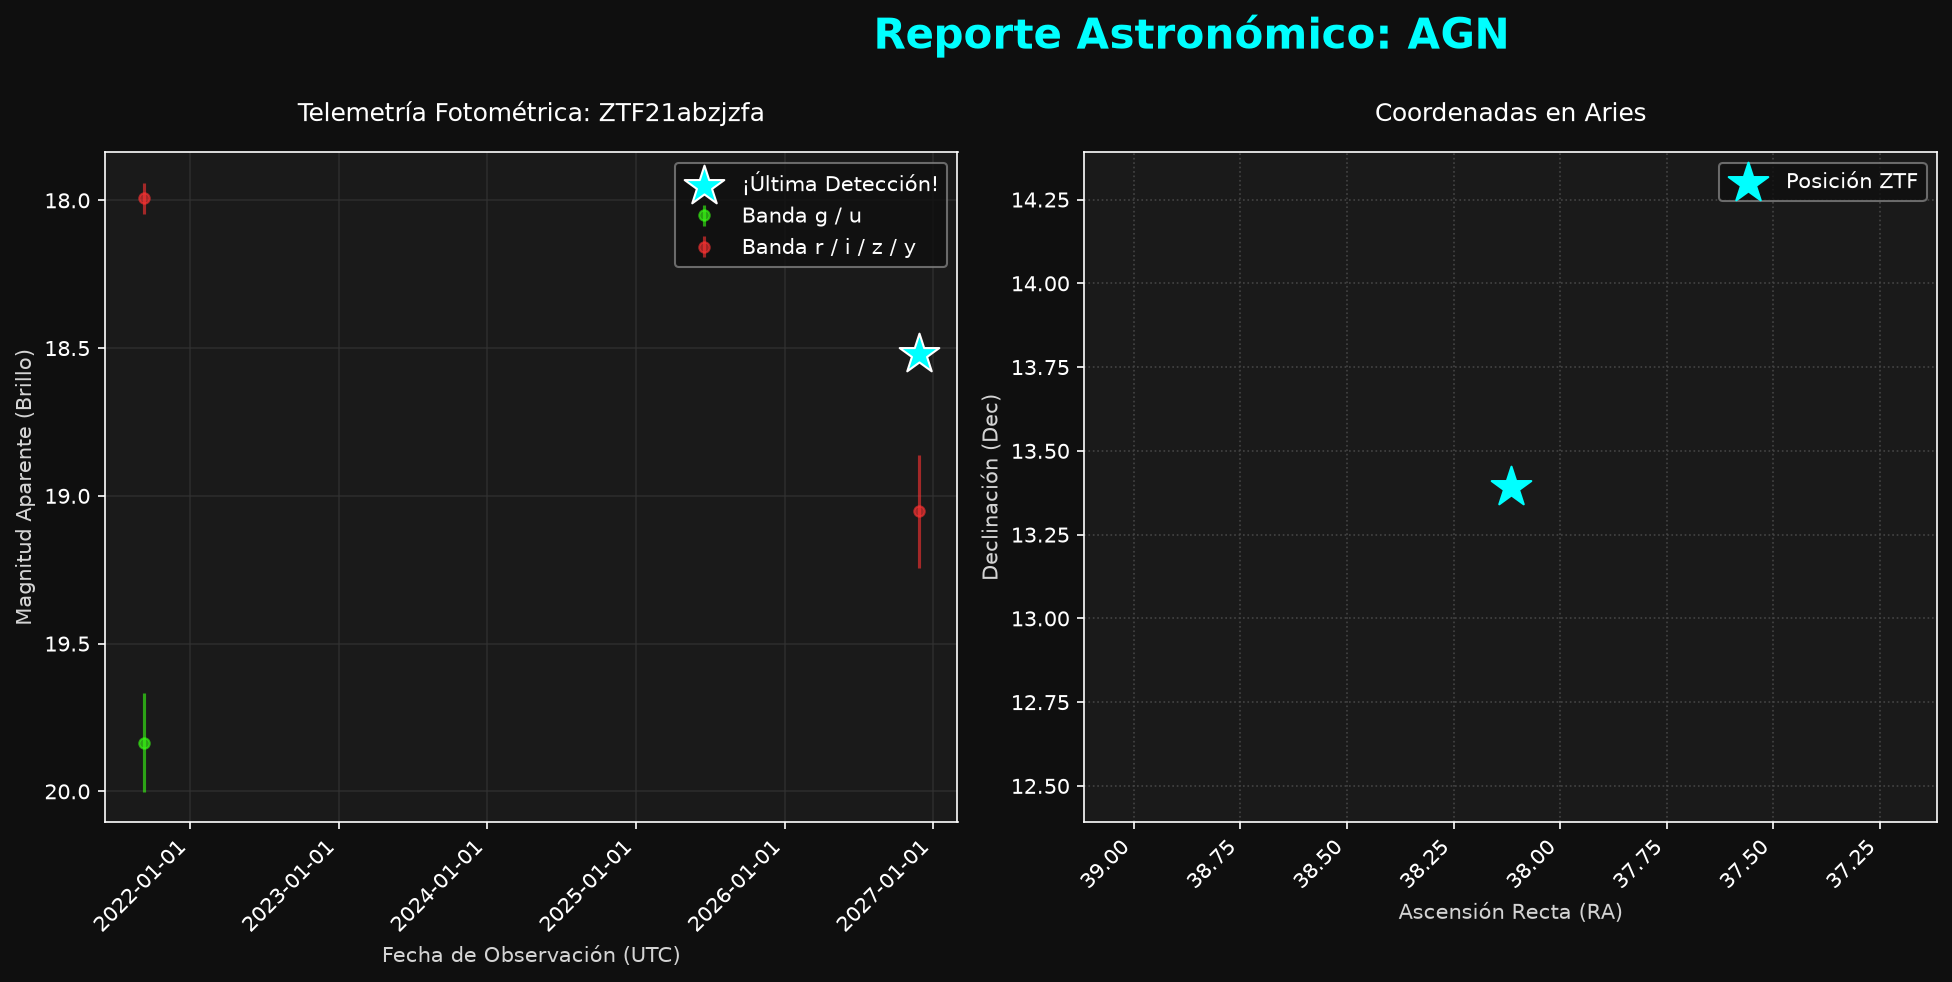 Reporte Astronómico: AGN
Telemetría Fotométrica: ZTF21abzjzfa
¡Última Detección!
Banda g / u
Banda r / i / z / y
Magnitud Aparente (Brillo)
18.0
18.5
19.0
19.5
20.0
2022-01-01
2023-01-01
2024-01-01
2025-01-01
2026-01-01
2027-01-01
Fecha de Observación (UTC)
Coordenadas en Aries
Posición ZTF
Declinación (Dec)
14.25
14.00
13.75
13.50
13.25
13.00
12.75
12.50
39.00
38.75
38.50
38.25
38.00
37.75
37.50
37.25
Ascensión Recta (RA)